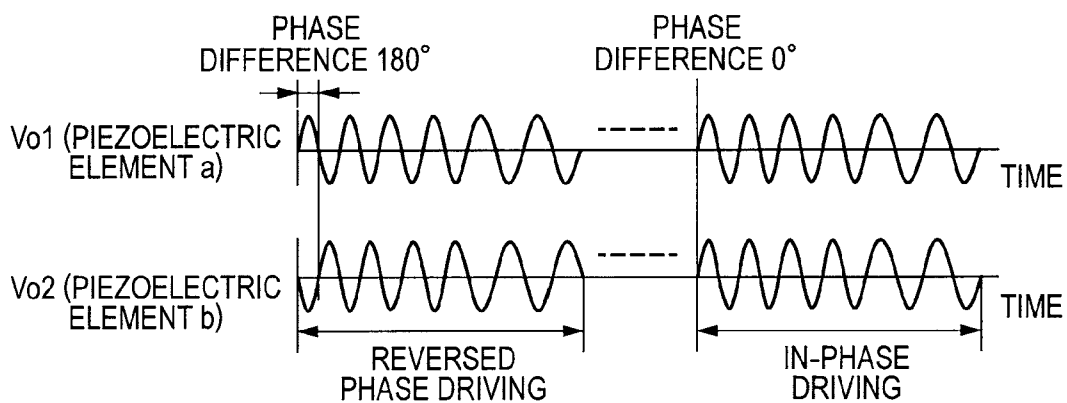 PHASE
DIFFERENCE 180°
PHASE
DIFFERENCE 0°
Vo1 (PIEZOELECTRIC
ELEMENT a)
TIME
Vo2 (PIEZOELECTRIC
ELEMENT b)
TIME
REVERSED
PHASE DRIVING
IN-PHASE
DRIVING